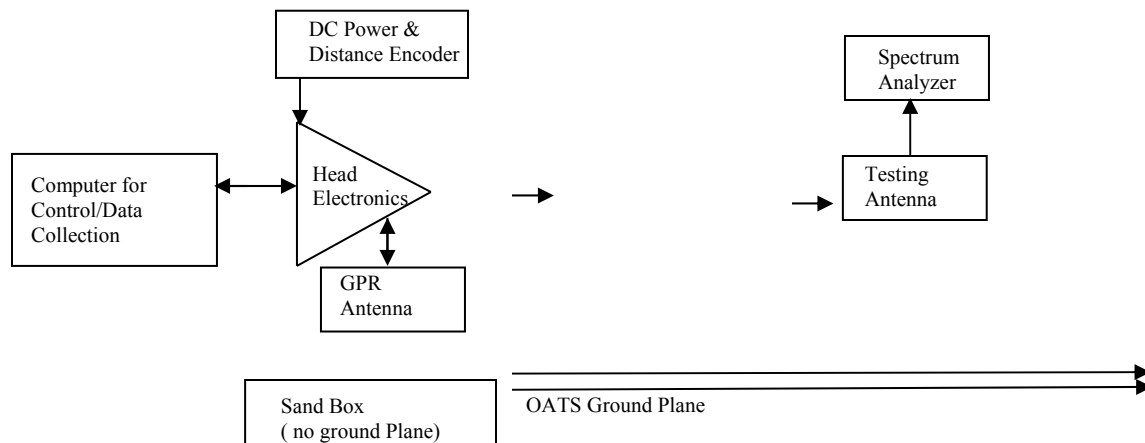 DC Power &
Distance Encoder
Spectrum
Analyzer
Computer for
Control/Data
Collection
Head
Electronics
Testing
Antenna
GPR
Antenna
Sand Box
( no ground Plane)
OATS Ground Plane